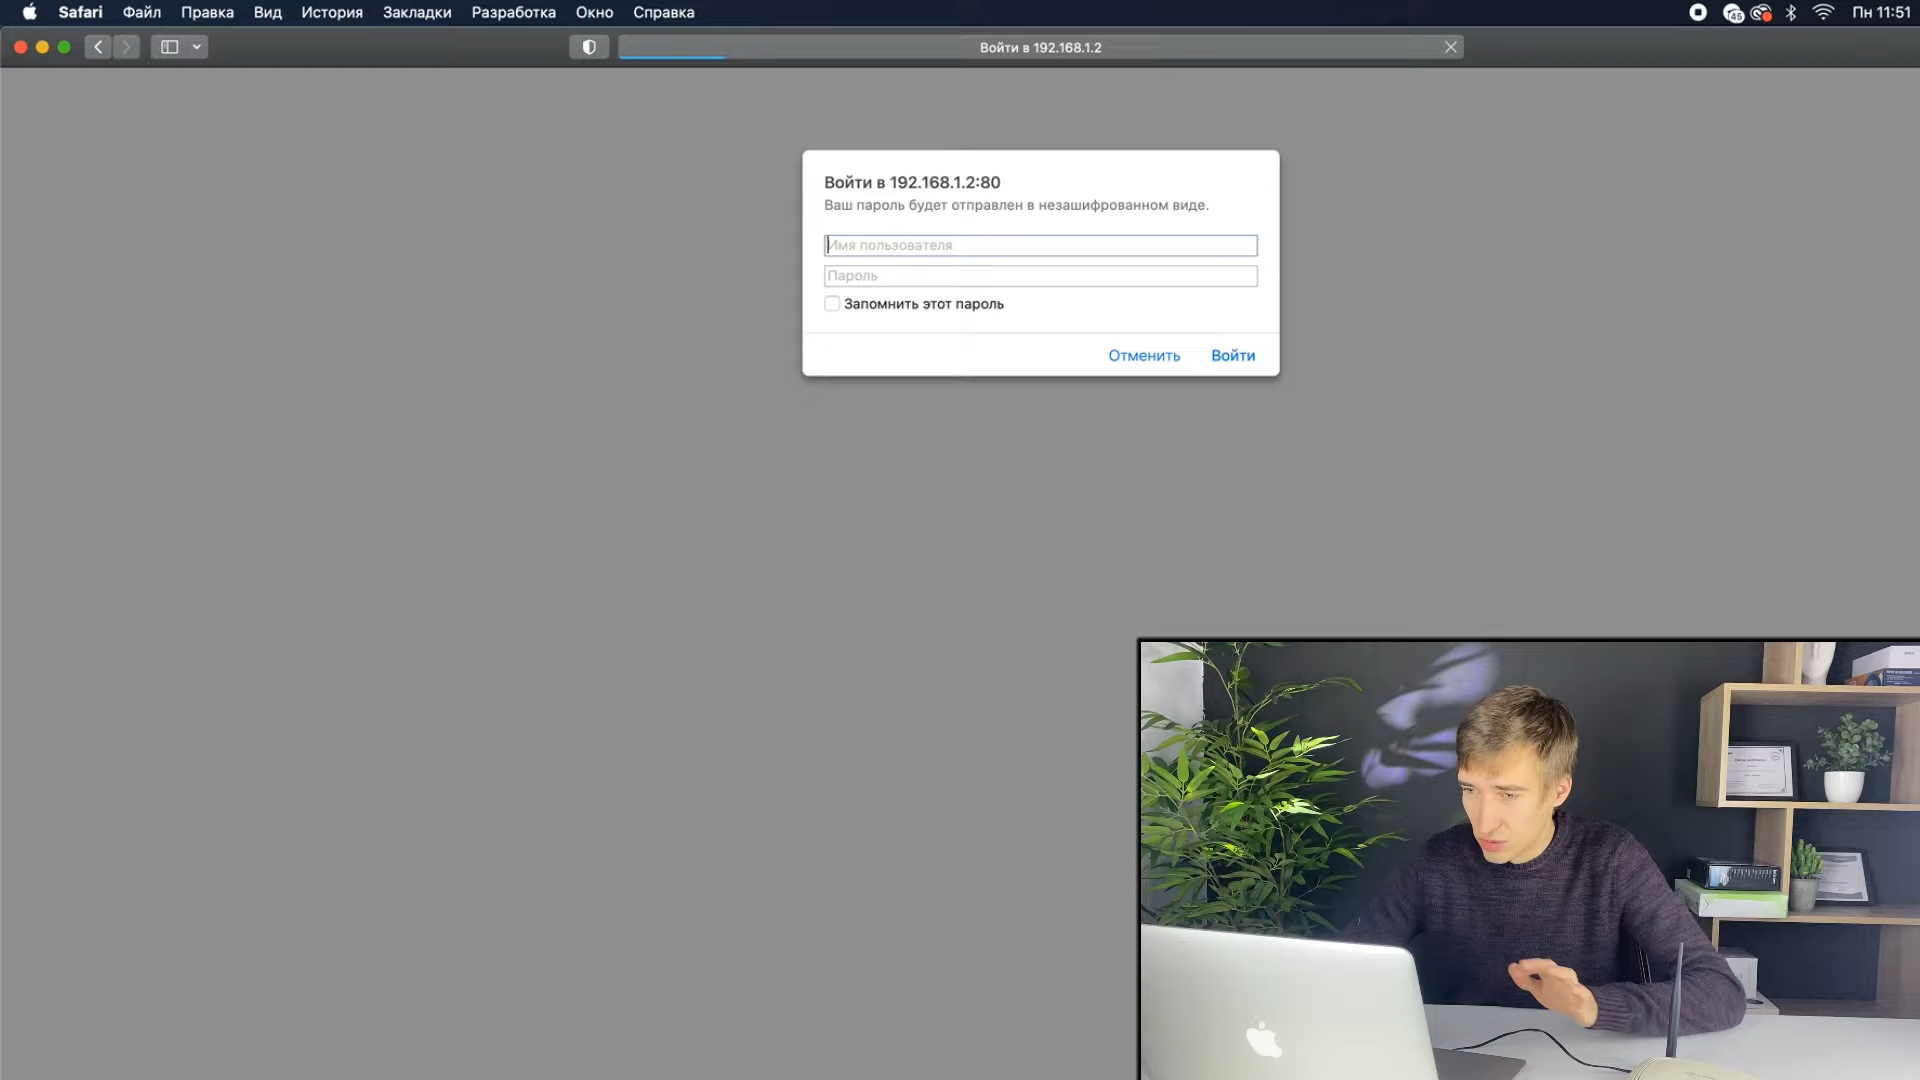 Safari Файл Правка Вид История Закладки Разработка Окно Справка 45 Пн 11:51
Войти в 192.168.1.2
Войти в 192.168.1.2:80
Ваш пароль будет отправлен в незашифрованном виде.
Имя пользователя
Пароль
Запомнить этот пароль
Отменить Войти